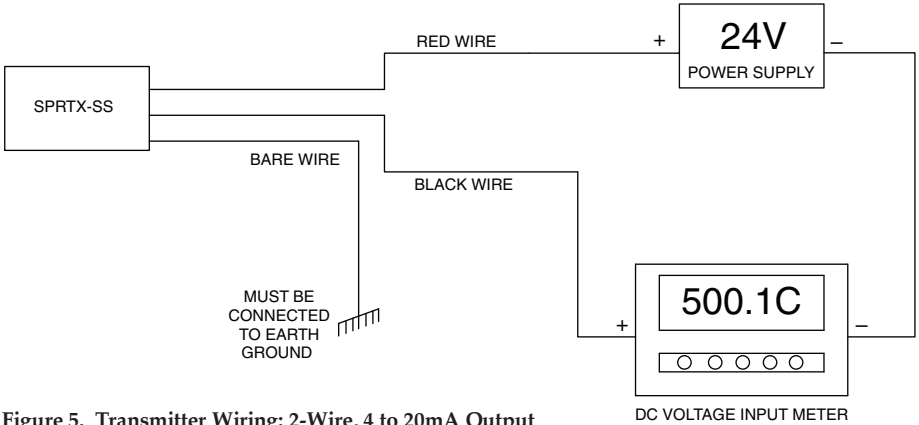 RED WIRE
+
24V
–
POWER SUPPLY
SPRTX-SS
BARE WIRE
BLACK WIRE
MUST BE
CONNECTED
TO EARTH
GROUND
500.1C
+
–
DC VOLTAGE INPUT METER
Figure 5. Transmitter Wiring: 2-Wire, 4 to 20mA Output